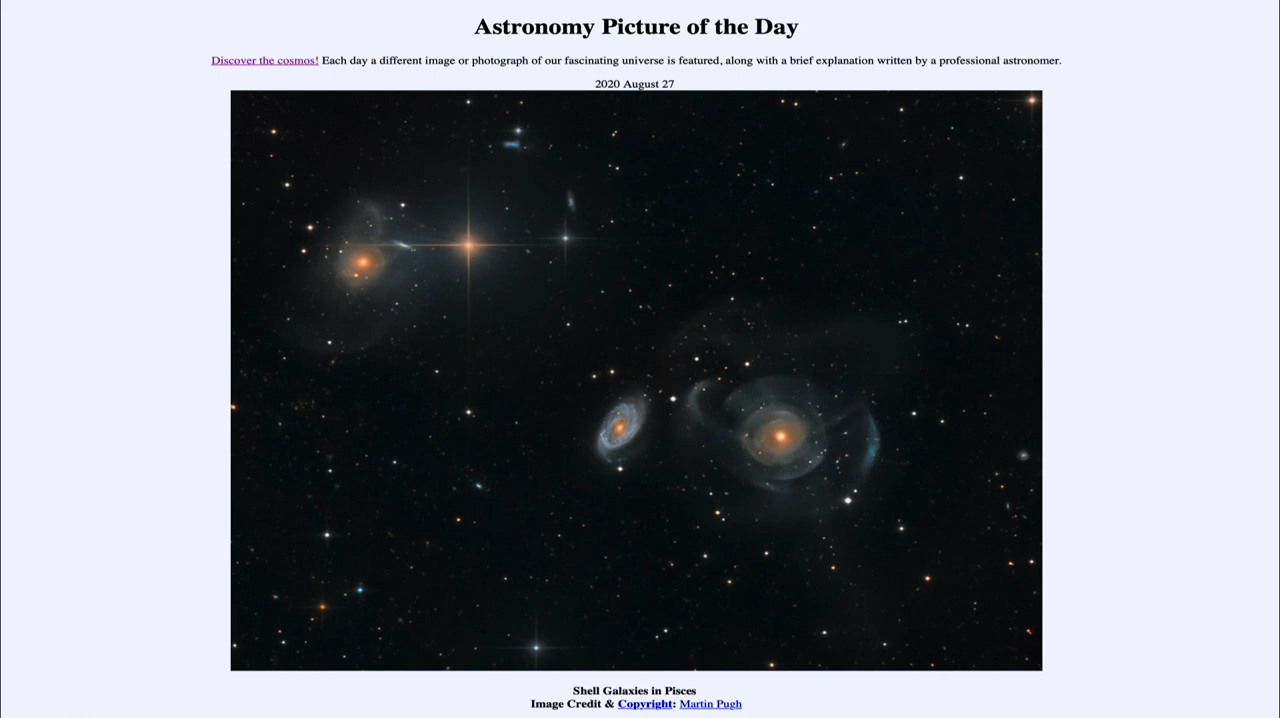 Astronomy Picture of the Day
Discover the cosmos! Each day a different image or photograph of our fascinating universe is featured, along with a brief explanation written by a professional astronomer.
2020 August 27
Shell Galaxies in Pisces
Image Credit & Copyright: Martin Pugh